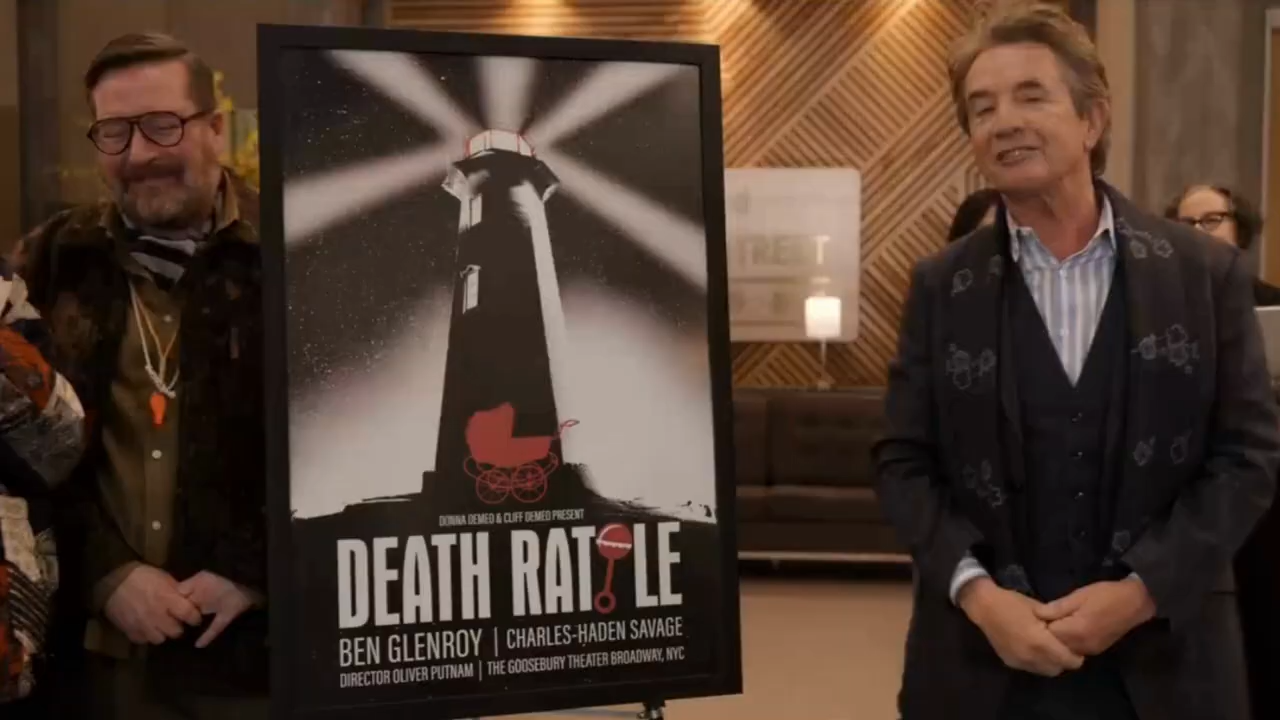 TREET
DONNA DEMEO & CLIFF DEMEO PRESENT
DEATH RATTLE
BEN GLENROY | CHARLES-HADEN SAVAGE
DIRECTOR OLIVER PUTNAM | THE GOOSEBURY THEATER BROADWAY, NYC